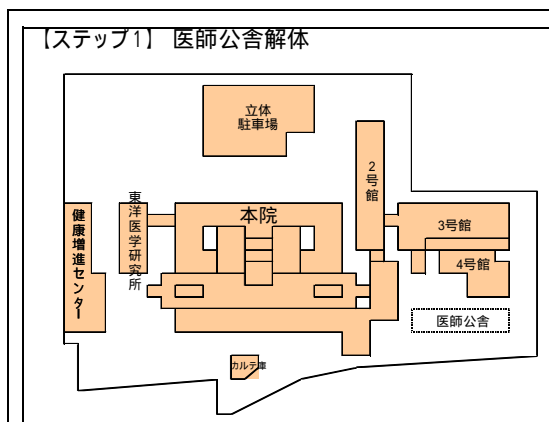 【ステップ1】 医師公舎解体
立体
駐車場
2号館
東洋医学研究所
本院
健康増進センター
3号館
4号館
医師公舎
カルテ庫